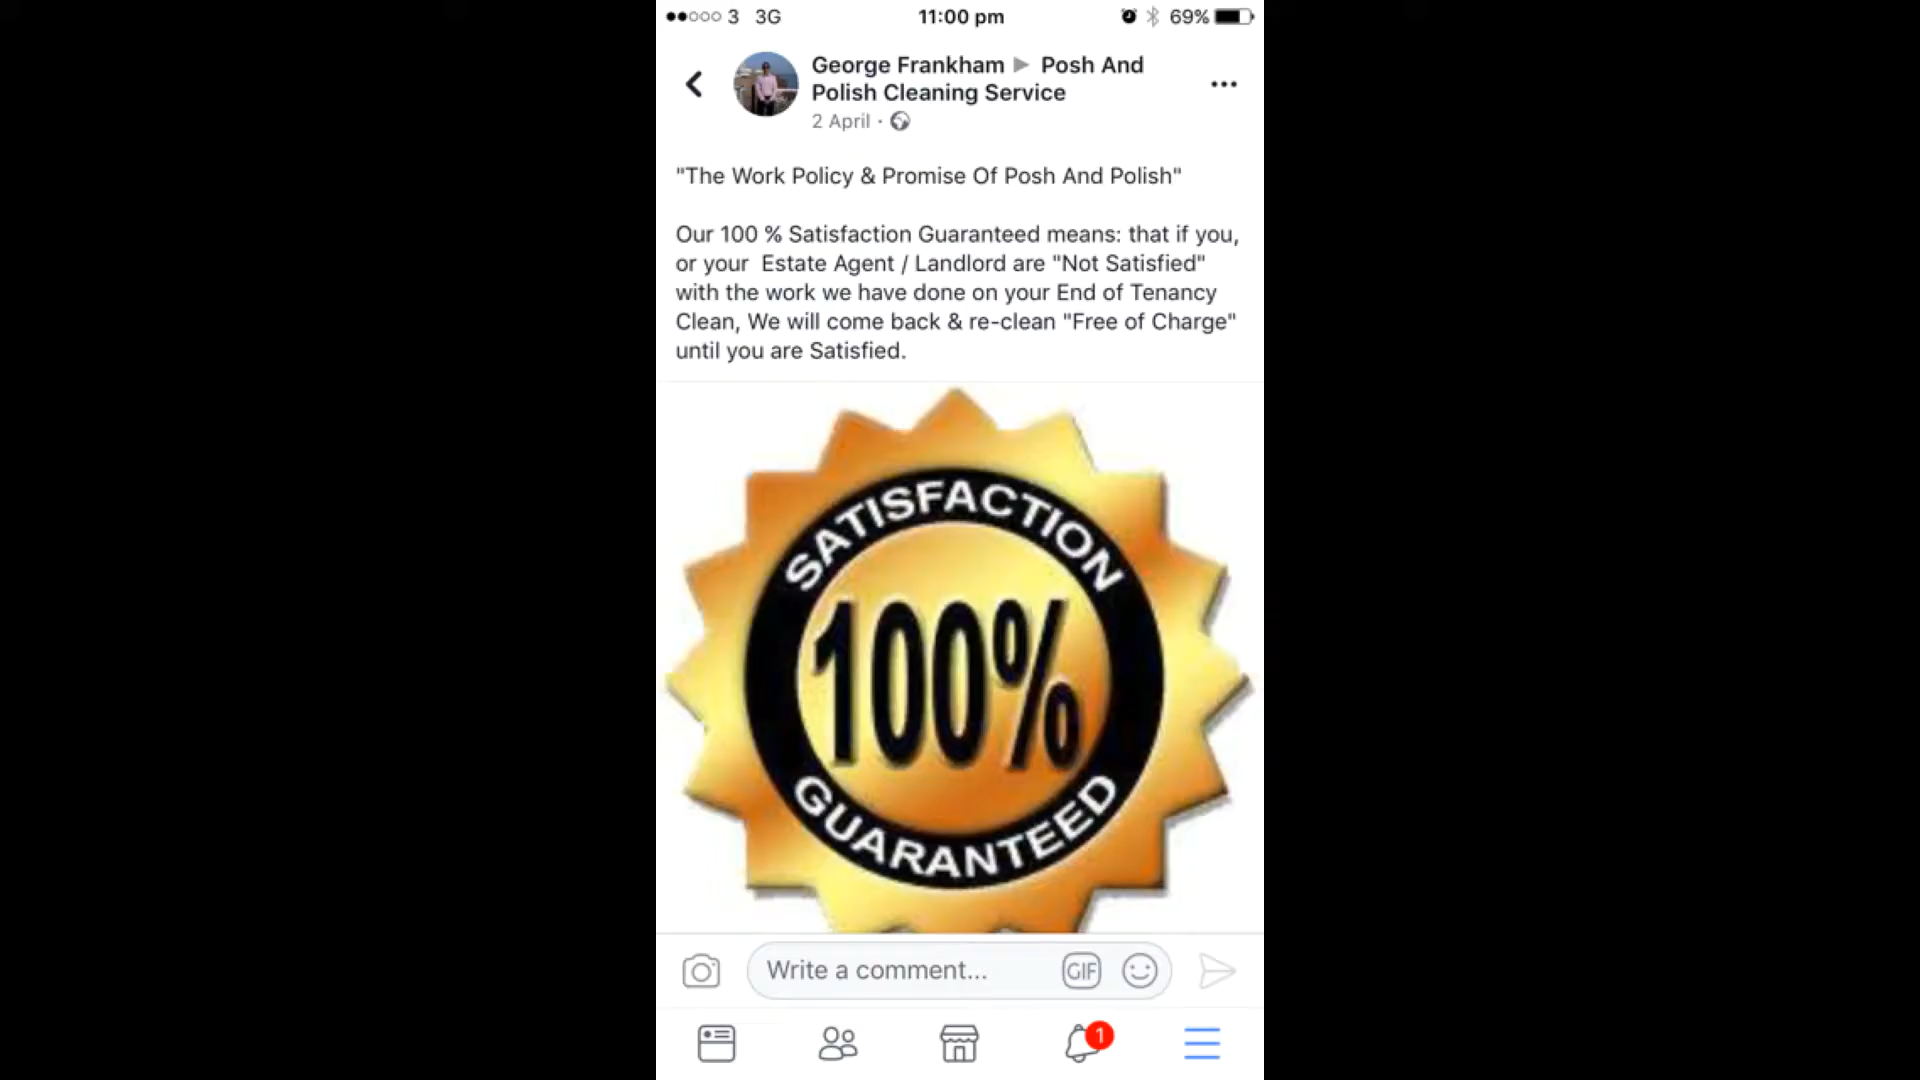 3 3G 11:00 pm 69%
George Frankham ▶ Posh And
Polish Cleaning Service
2 April ·
"The Work Policy & Promise Of Posh And Polish"
Our 100 % Satisfaction Guaranteed means: that if you,
or your  Estate Agent / Landlord are "Not Satisfied"
with the work we have done on your End of Tenancy
Clean, We will come back & re-clean "Free of Charge"
until you are Satisfied.
SATISFACTION
100%
GUARANTEED
Write a comment... GIF
1